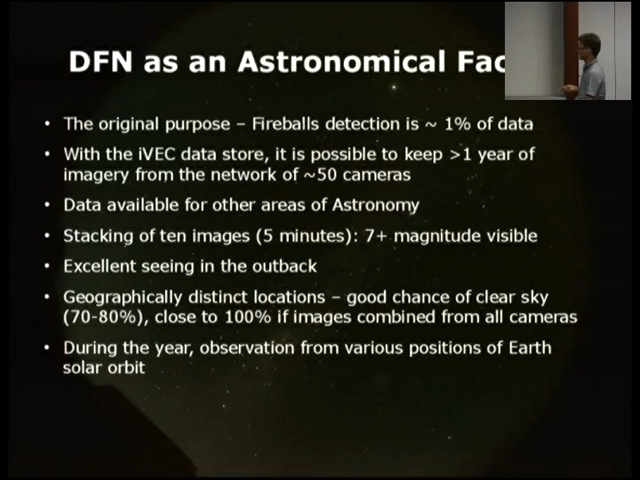 DFN as an Astronomical
• The original purpose – Fireballs detection is ~ 1% of data
• With the iVEC data store, it is possible to keep >1 year of
imagery from the network of ~50 cameras
• Data available for other areas of Astronomy
• Stacking of ten images (5 minutes): 7+ magnitude visible
• Excellent seeing in the outback
• Geographically distinct locations – good chance of clear sky
(70-80%), close to 100% if images combined from all cameras
• During the year, observation from various positions of Earth
solar orbit